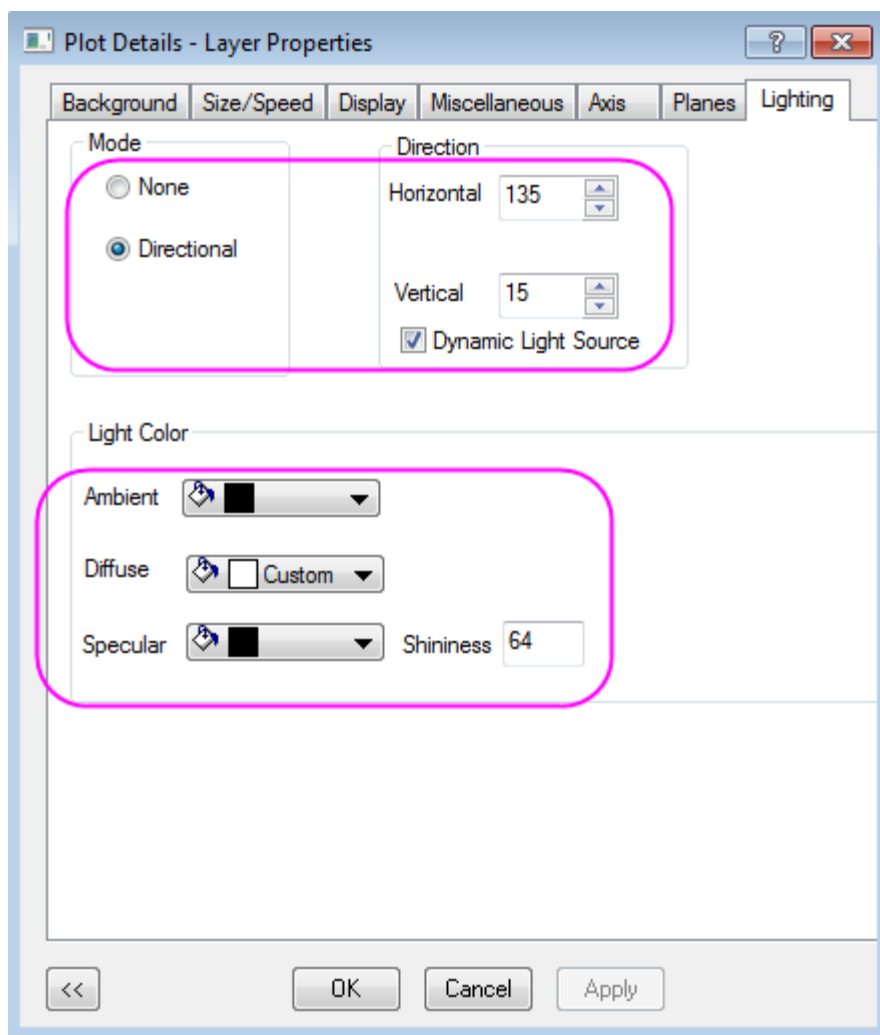 Plot Details - Layer Properties
Background Size/Speed Display Miscellaneous Axis Planes Lighting
Mode Direction
None Horizontal 135
Directional
Vertical 15
Dynamic Light Source
Light Color
Ambient
Diffuse Custom
Specular Shininess 64
<< OK Cancel Apply